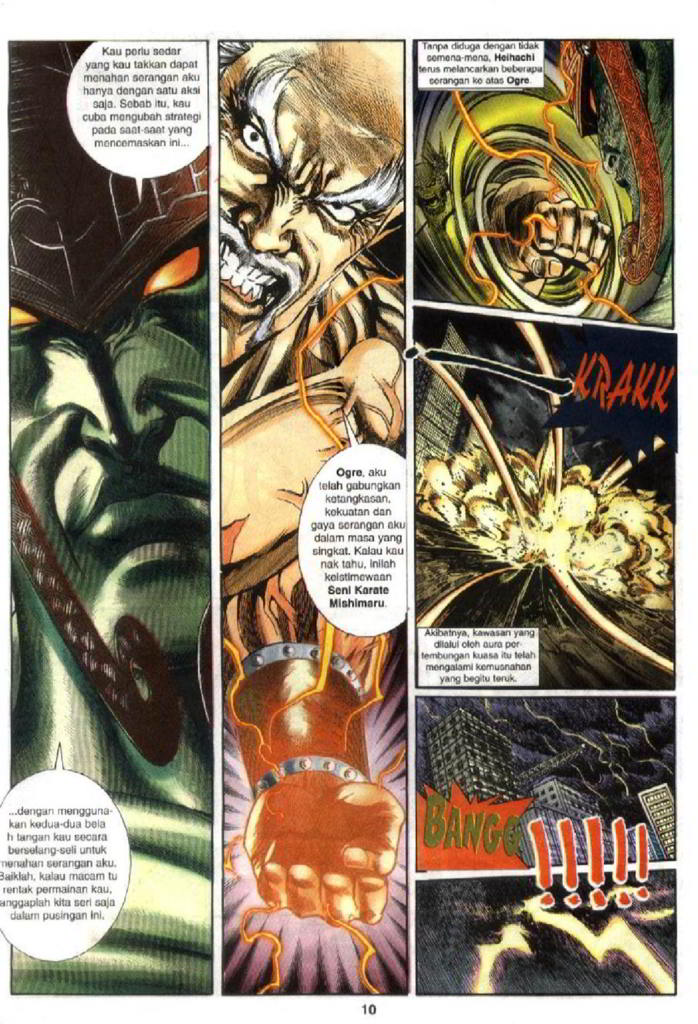 Kau perlu sedar
yang kau takkan dapat
menahan serangan aku
hanya dengan satu aksi
saja. Sebab itu, kau
cuba mengubah strategi
pada saat-saat yang
mencemaskan ini...
...dengan mengguna-
kan kedua-dua bela
h tangan kau secara
berselang-seli untuk
menahan serangan aku.
Baiklah, kalau macam tu
rentak permainan kau,
anggaplah kita seri saja
dalam pusingan ini.
Ogre, aku
telah gabungkan
ketangkasan,
kekuatan dan
gaya serangan aku
dalam masa yang
singkat. Kalau kau
nak tahu, inilah
keistimewaan
Seni Karate
Mishimaru.
Tanpa diduga dengan tidak
semena-mena, Heihachi
terus melancarkan beberapa
serangan ke atas Ogre.
KRAKK
Akibatnya, kawasan yang
dilalui oleh aura per-
tembungan kuasa itu telah
mengalami kemusnahan
yang begitu teruk.
BANGG
!!!!!
10